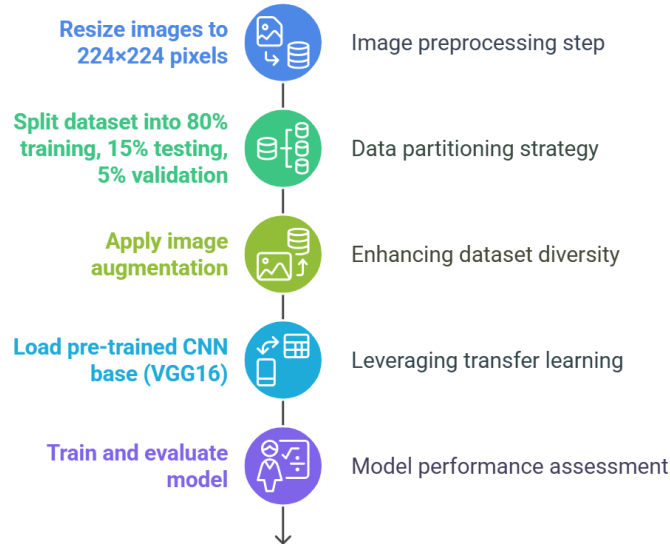 Resize images to
224×224 pixels
Image preprocessing step
Split dataset into 80%
training, 15% testing,
5% validation
Data partitioning strategy
Apply image
augmentation
Enhancing dataset diversity
Load pre-trained CNN
base (VGG16)
Leveraging transfer learning
Train and evaluate
model
Model performance assessment